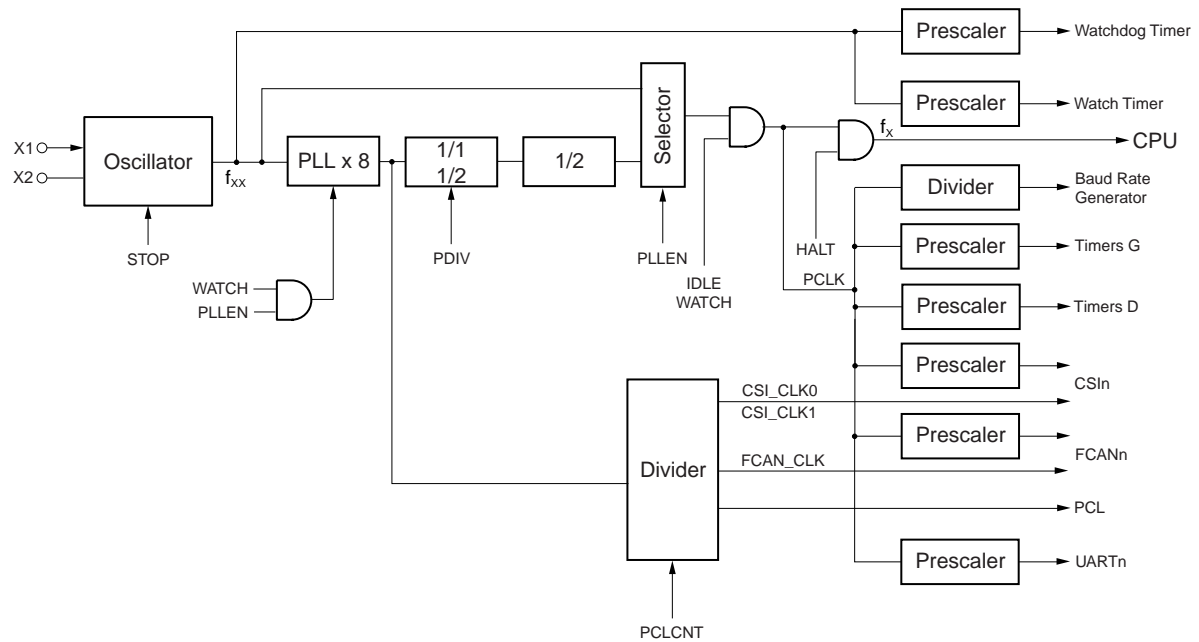 Prescaler
Watchdog Timer
Prescaler
Watch Timer
Selector
X1
X2
Oscillator
fxx
PLL x 8
1/1
1/2
1/2
fx
CPU
Divider
Baud Rate
Generator
STOP
PDIV
PLLEN
HALT
Prescaler
Timers G
IDLE
WATCH
PCLK
WATCH
PLLEN
Prescaler
Timers D
Prescaler
CSIn
CSI_CLK0
CSI_CLK1
Prescaler
FCANn
Divider
FCAN_CLK
PCL
Prescaler
UARTn
PCLCNT